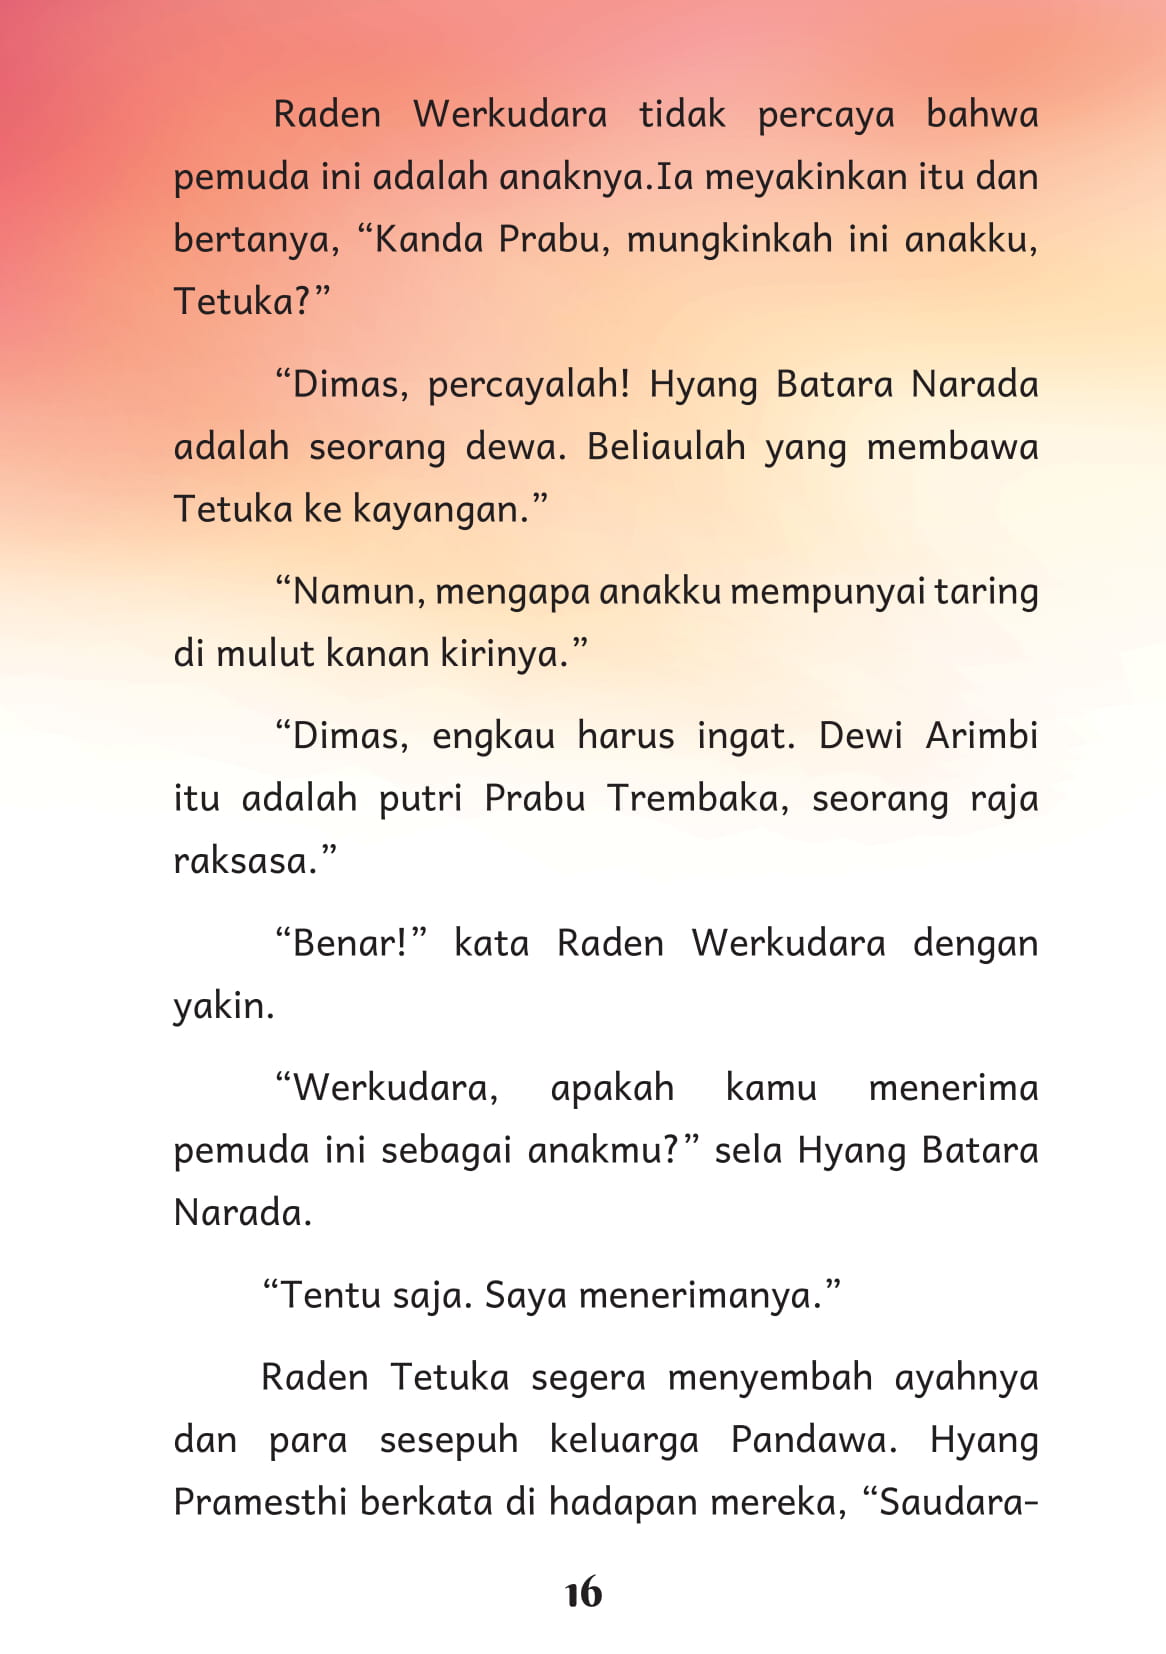 Raden Werkudara tidak percaya bahwa
pemuda ini adalah anaknya.Ia meyakinkan itu dan
bertanya, “Kanda Prabu, mungkinkah ini anakku,
Tetuka?”
“Dimas, percayalah! Hyang Batara Narada
adalah seorang dewa. Beliaulah yang membawa
Tetuka ke kayangan.”
“Namun, mengapa anakku mempunyai taring
di mulut kanan kirinya.”
“Dimas, engkau harus ingat. Dewi Arimbi
itu adalah putri Prabu Trembaka, seorang raja
raksasa.”
“Benar!” kata Raden Werkudara dengan
yakin.
“Werkudara, apakah kamu menerima
pemuda ini sebagai anakmu?” sela Hyang Batara
Narada.
“Tentu saja. Saya menerimanya.”
Raden Tetuka segera menyembah ayahnya
dan para sesepuh keluarga Pandawa. Hyang
Pramesthi berkata di hadapan mereka, “Saudara-
16